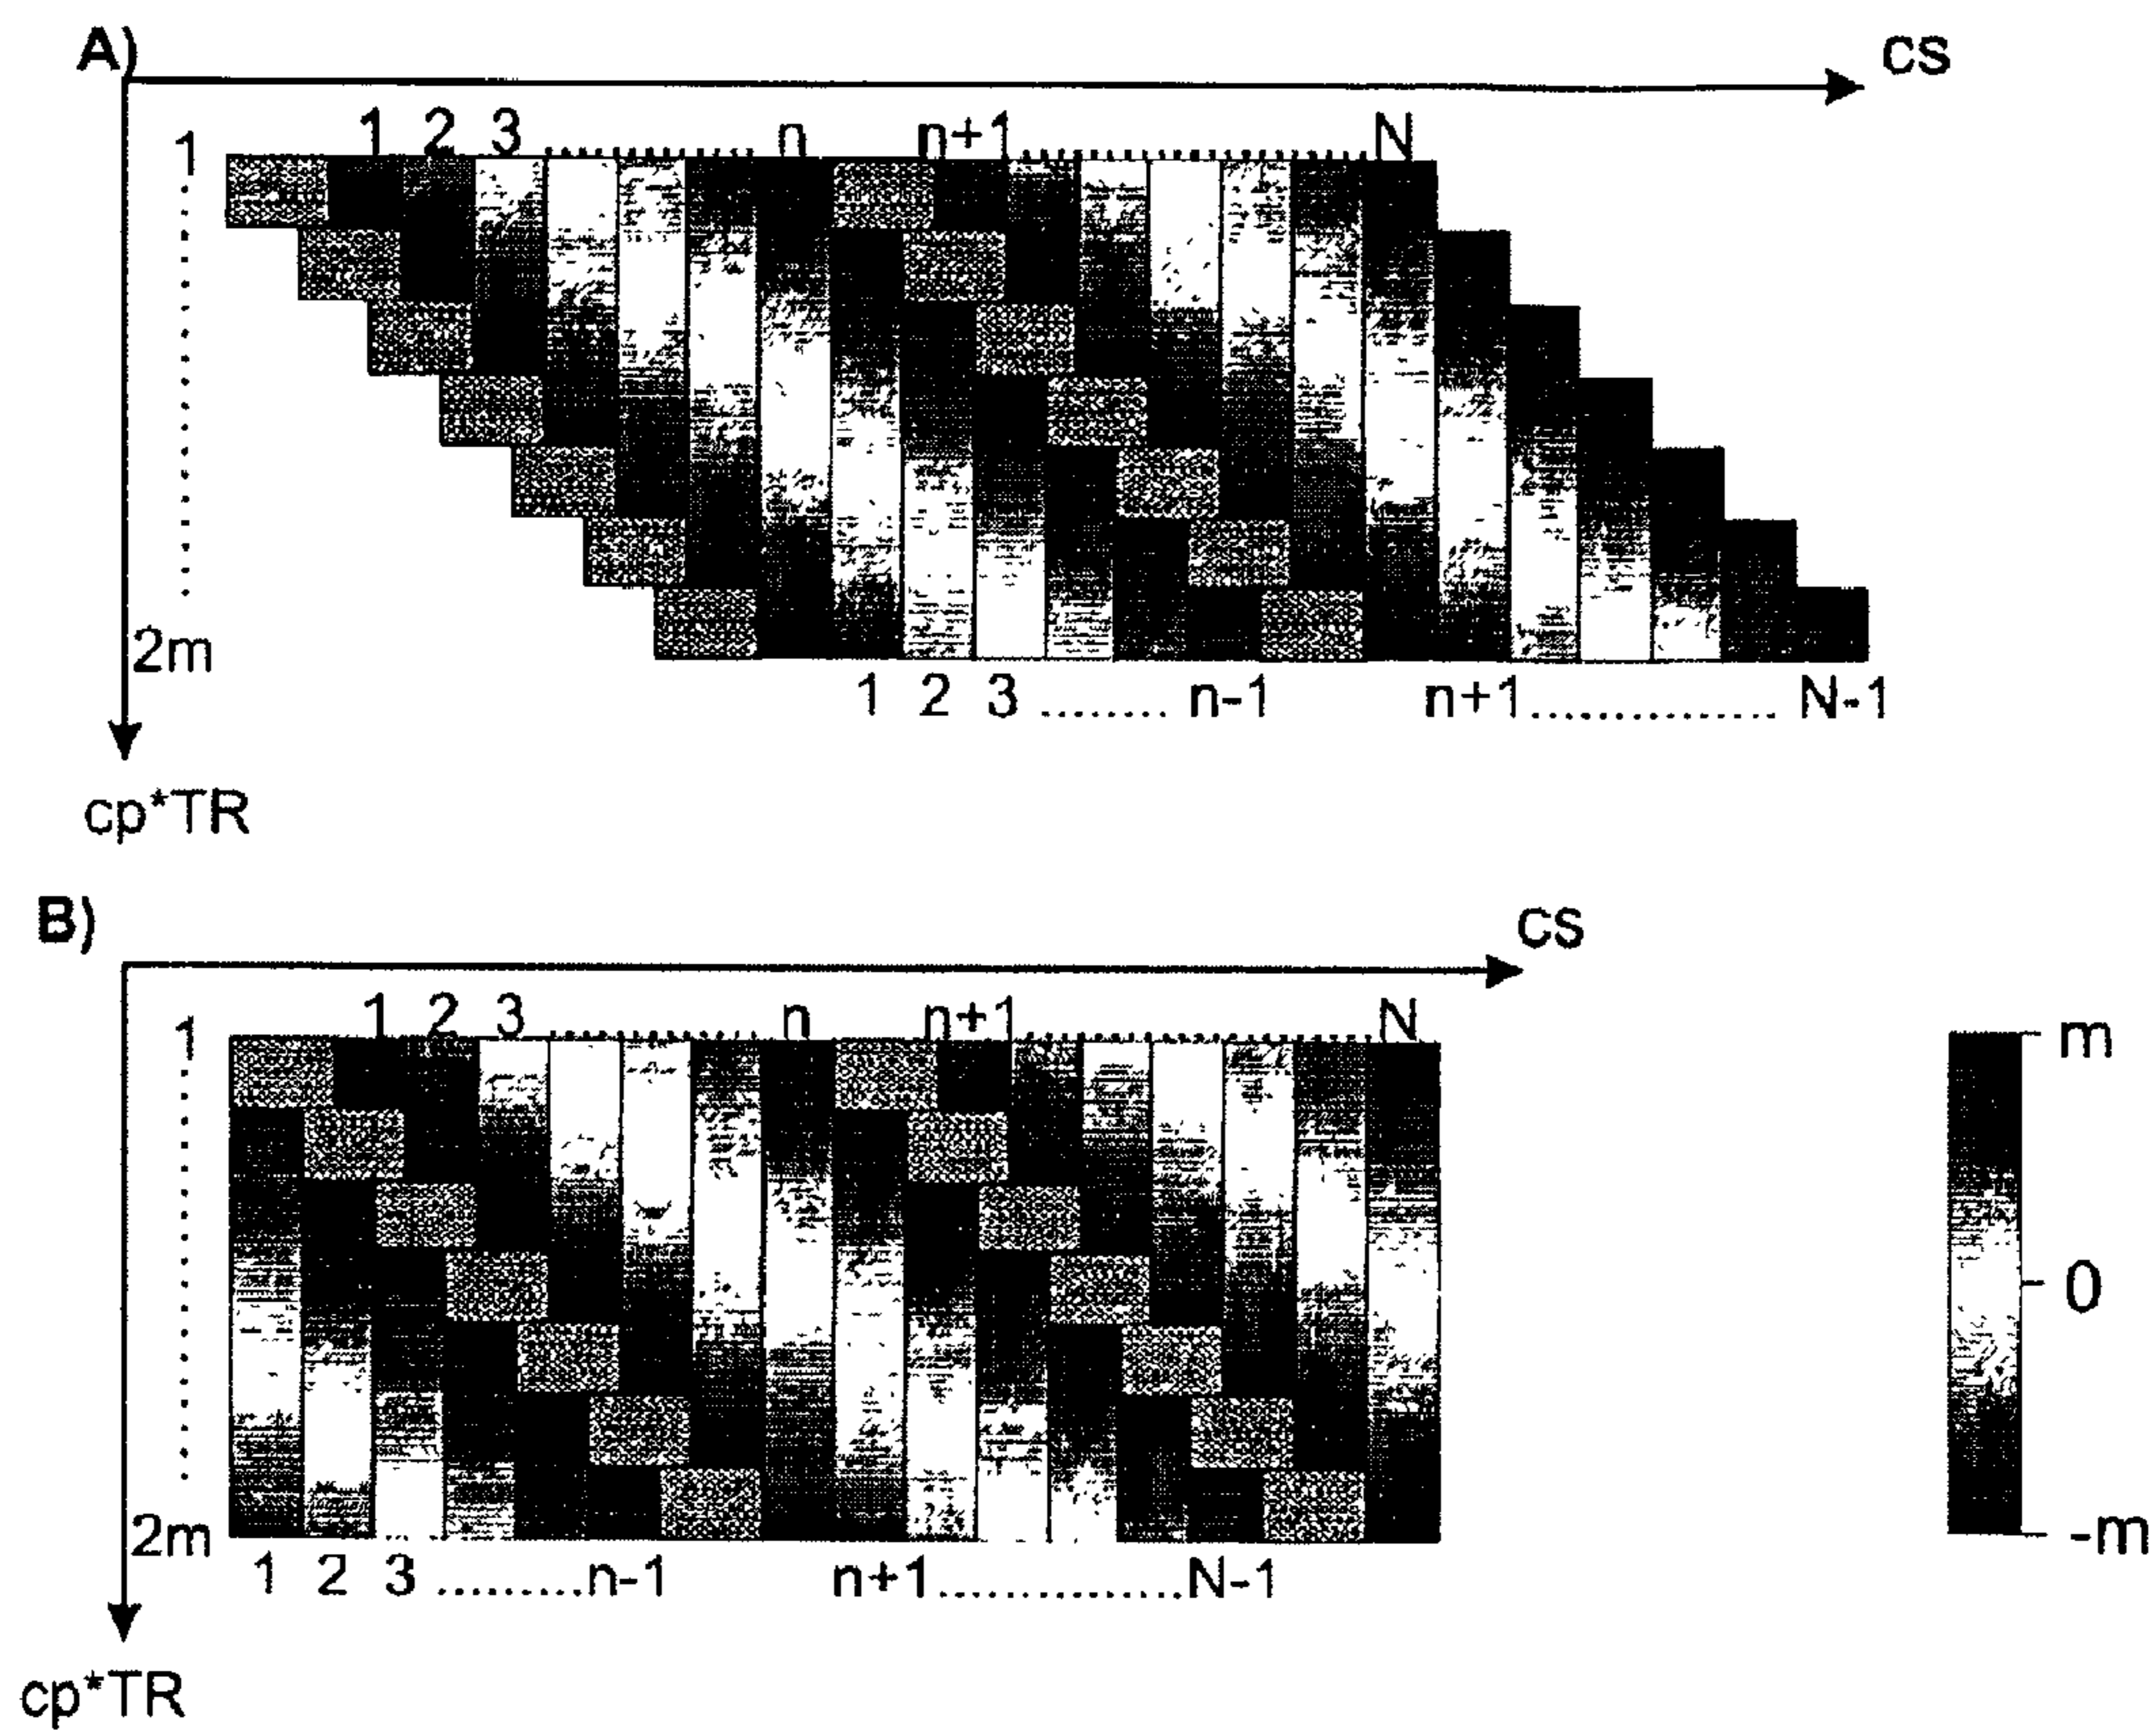 A)
cs
1 2 3 ........ n n+1 ............ N
1
2m
1 2 3 ........ n-1 n+1 ............... N-1
cp*TR
B)
cs
1 2 3 ........ n n+1 ............ N
1
m
0
-m
2m
1 2 3 ......... n-1 n+1 ............... N-1
cp*TR